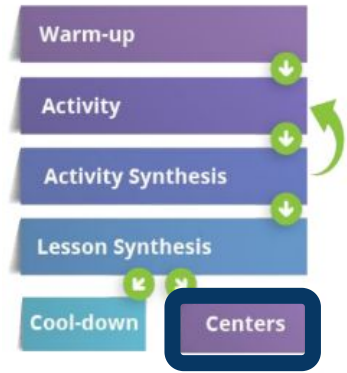 Warm-up
Activity
Activity Synthesis
Lesson Synthesis
Cool-down
Centers